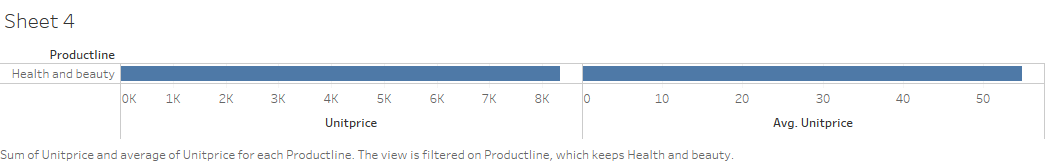 Sheet 4
Productline
Health and beauty
0K 1K 2K 3K 4K 5K 6K 7K 8K 0 10 20 30 40 50
Unitprice Avg. Unitprice
Sum of Unitprice and average of Unitprice for each Productline. The view is filtered on Productline, which keeps Health and beauty.